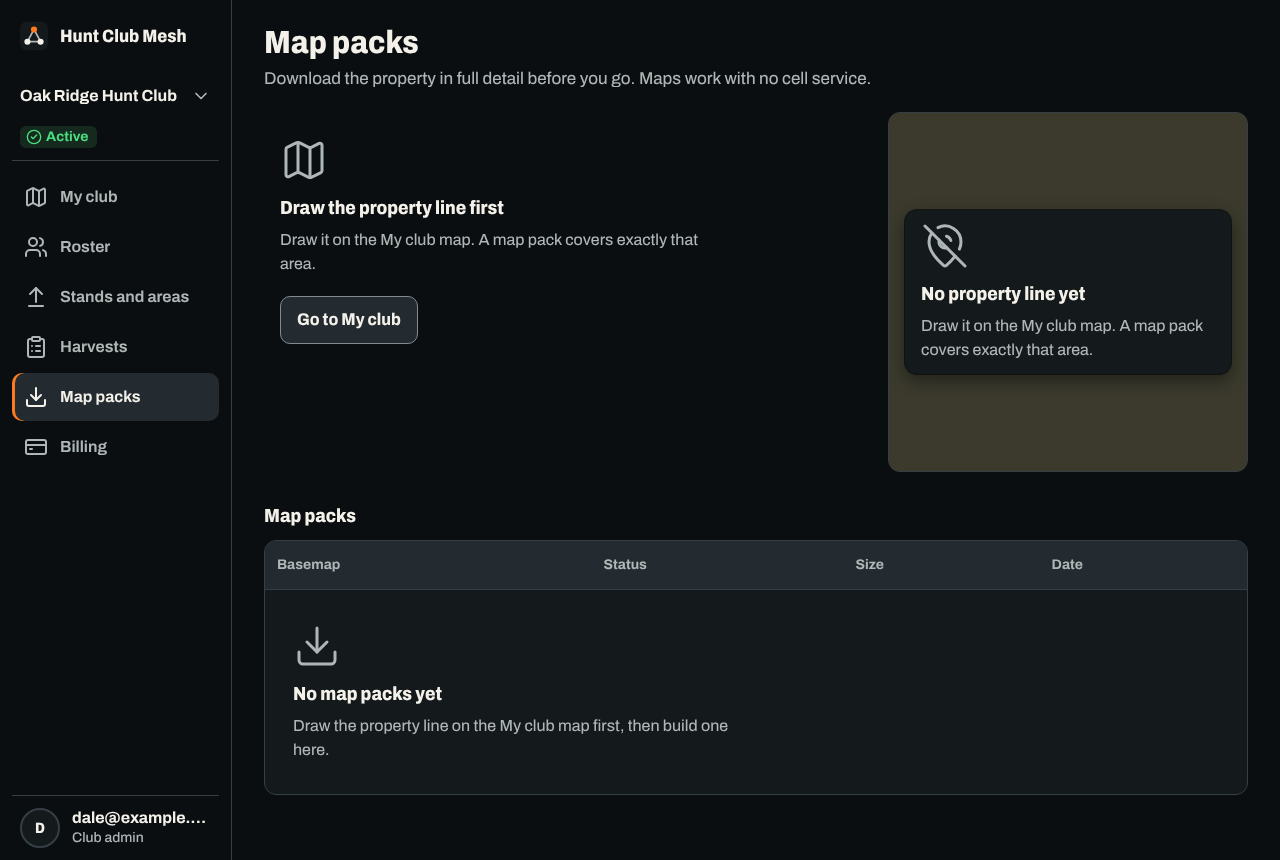 Hunt Club Mesh
Oak Ridge Hunt Club
Active
My club
Roster
Stands and areas
Harvests
Map packs
Billing
dale@example....
D
Club admin
Map packs
Download the property in full detail before you go. Maps work with no cell service.
Draw the property line first
Draw it on the My club map. A map pack covers exactly that
area.
Go to My club
No property line yet
Draw it on the My club map. A map pack
covers exactly that area.
Map packs
Basemap Status Size Date
No map packs yet
Draw the property line on the My club map first, then build one
here.